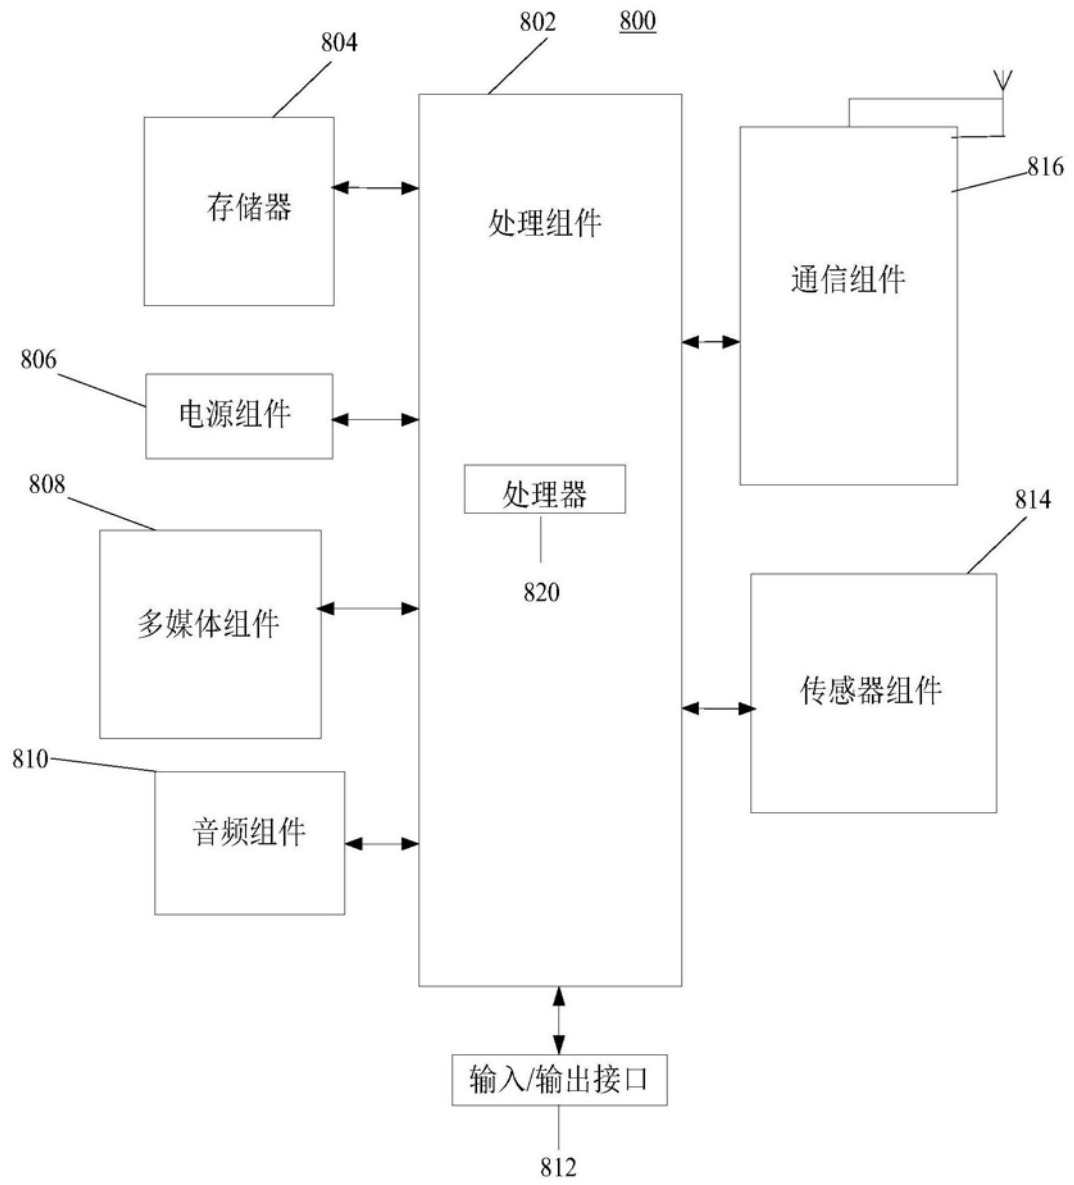 802
800
804
816
存储器
处理组件
通信组件
806
电源组件
808
处理器
814
820
多媒体组件
传感器组件
810
音频组件
输入/输出接口
812